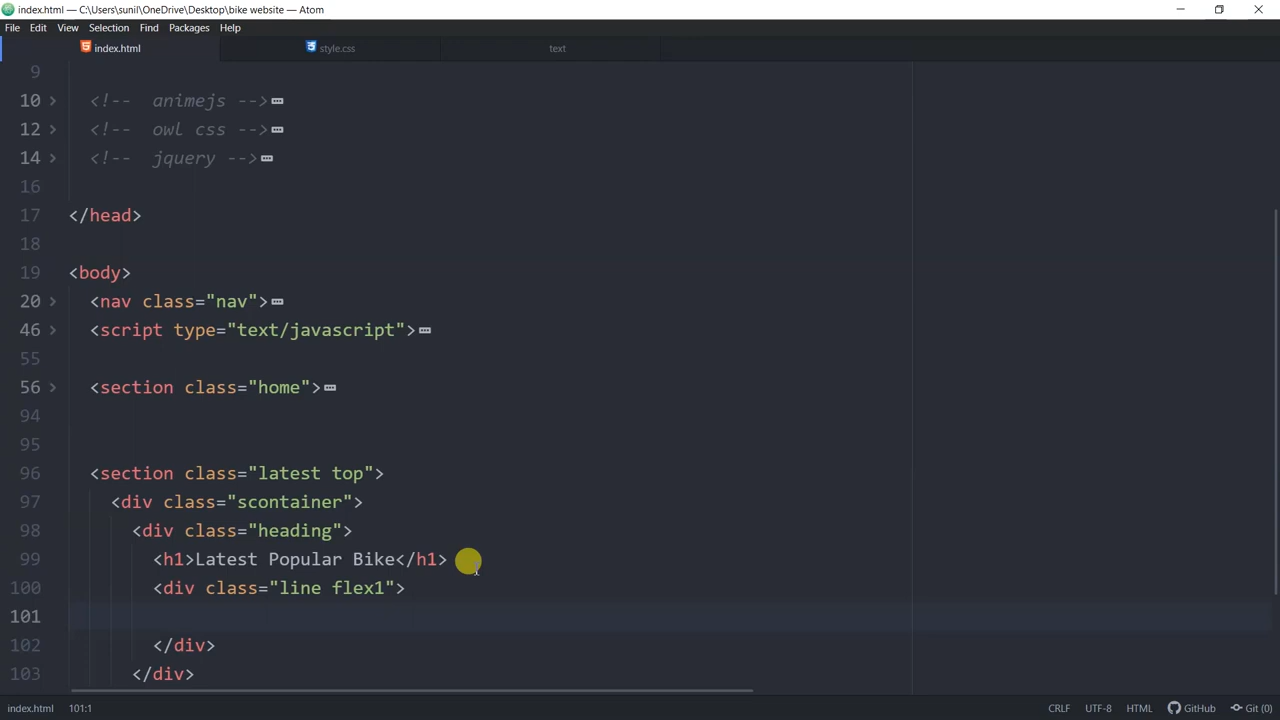 index.html — C:\Users\sunil\OneDrive\Desktop\bike website — Atom
File Edit View Selection Find Packages Help
index.html style.css text
9
10 <!-- animejs -->
12 <!-- owl css -->
14 <!-- jquery -->
16
17 </head>
18
19 <body>
20 <nav class="nav">
46 <script type="text/javascript">
55
56 <section class="home">
94
95
96 <section class="latest top">
97 <div class="scontainer">
98 <div class="heading">
99 <h1>Latest Popular Bike</h1>
100 <div class="line flex1">
101
102 </div>
103 </div>
index.html 101:1 CRLF UTF-8 HTML GitHub Git (0)